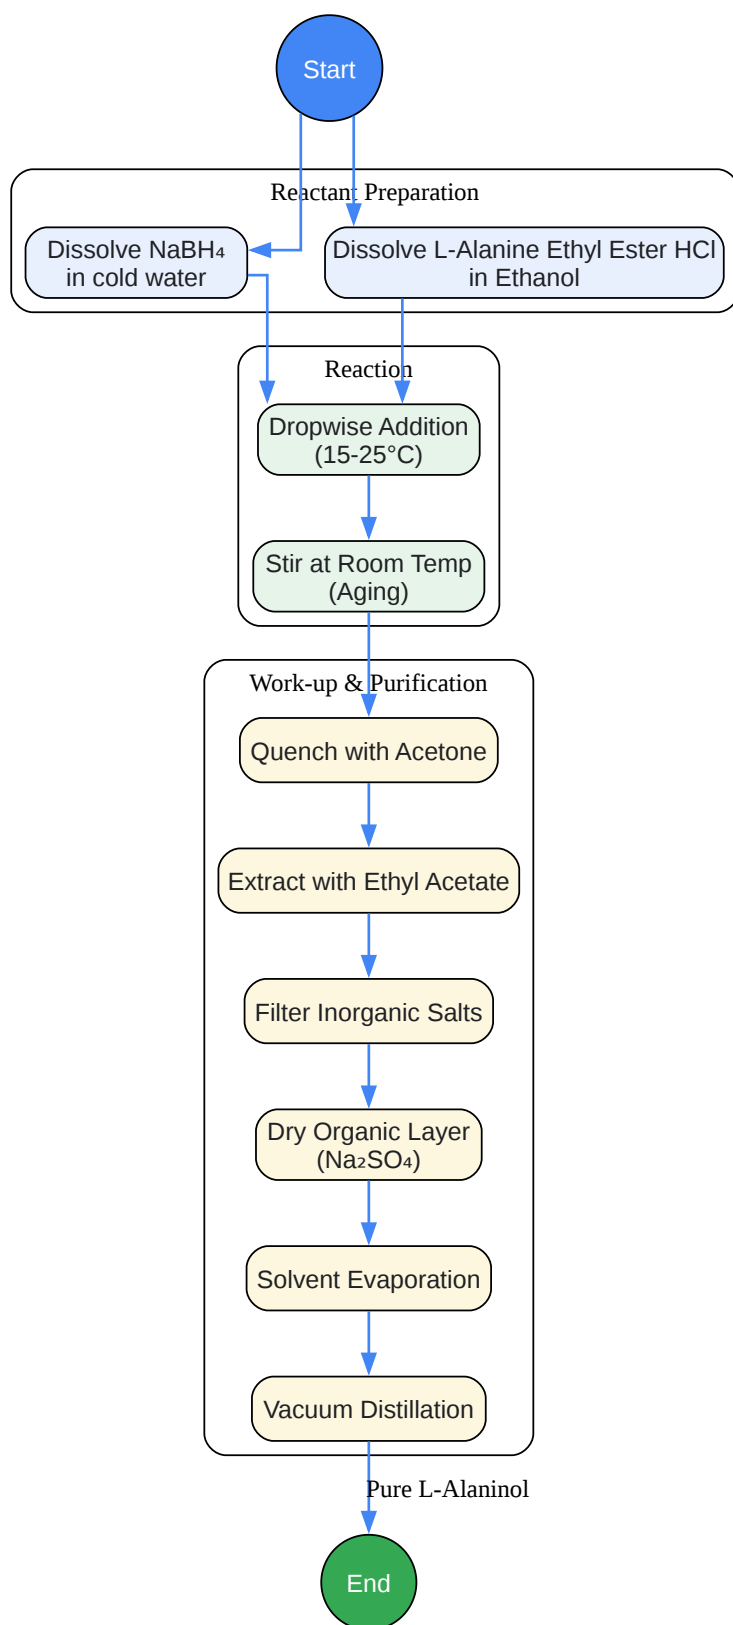 Start
Reactant Preparation
Dissolve NaBH₄
in cold water
Dissolve L-Alanine Ethyl Ester HCl
in Ethanol
Reaction
Dropwise Addition
(15-25°C)
Stir at Room Temp
(Aging)
Work-up & Purification
Quench with Acetone
Extract with Ethyl Acetate
Filter Inorganic Salts
Dry Organic Layer
(Na₂SO₄)
Solvent Evaporation
Vacuum Distillation
Pure L-Alaninol
End